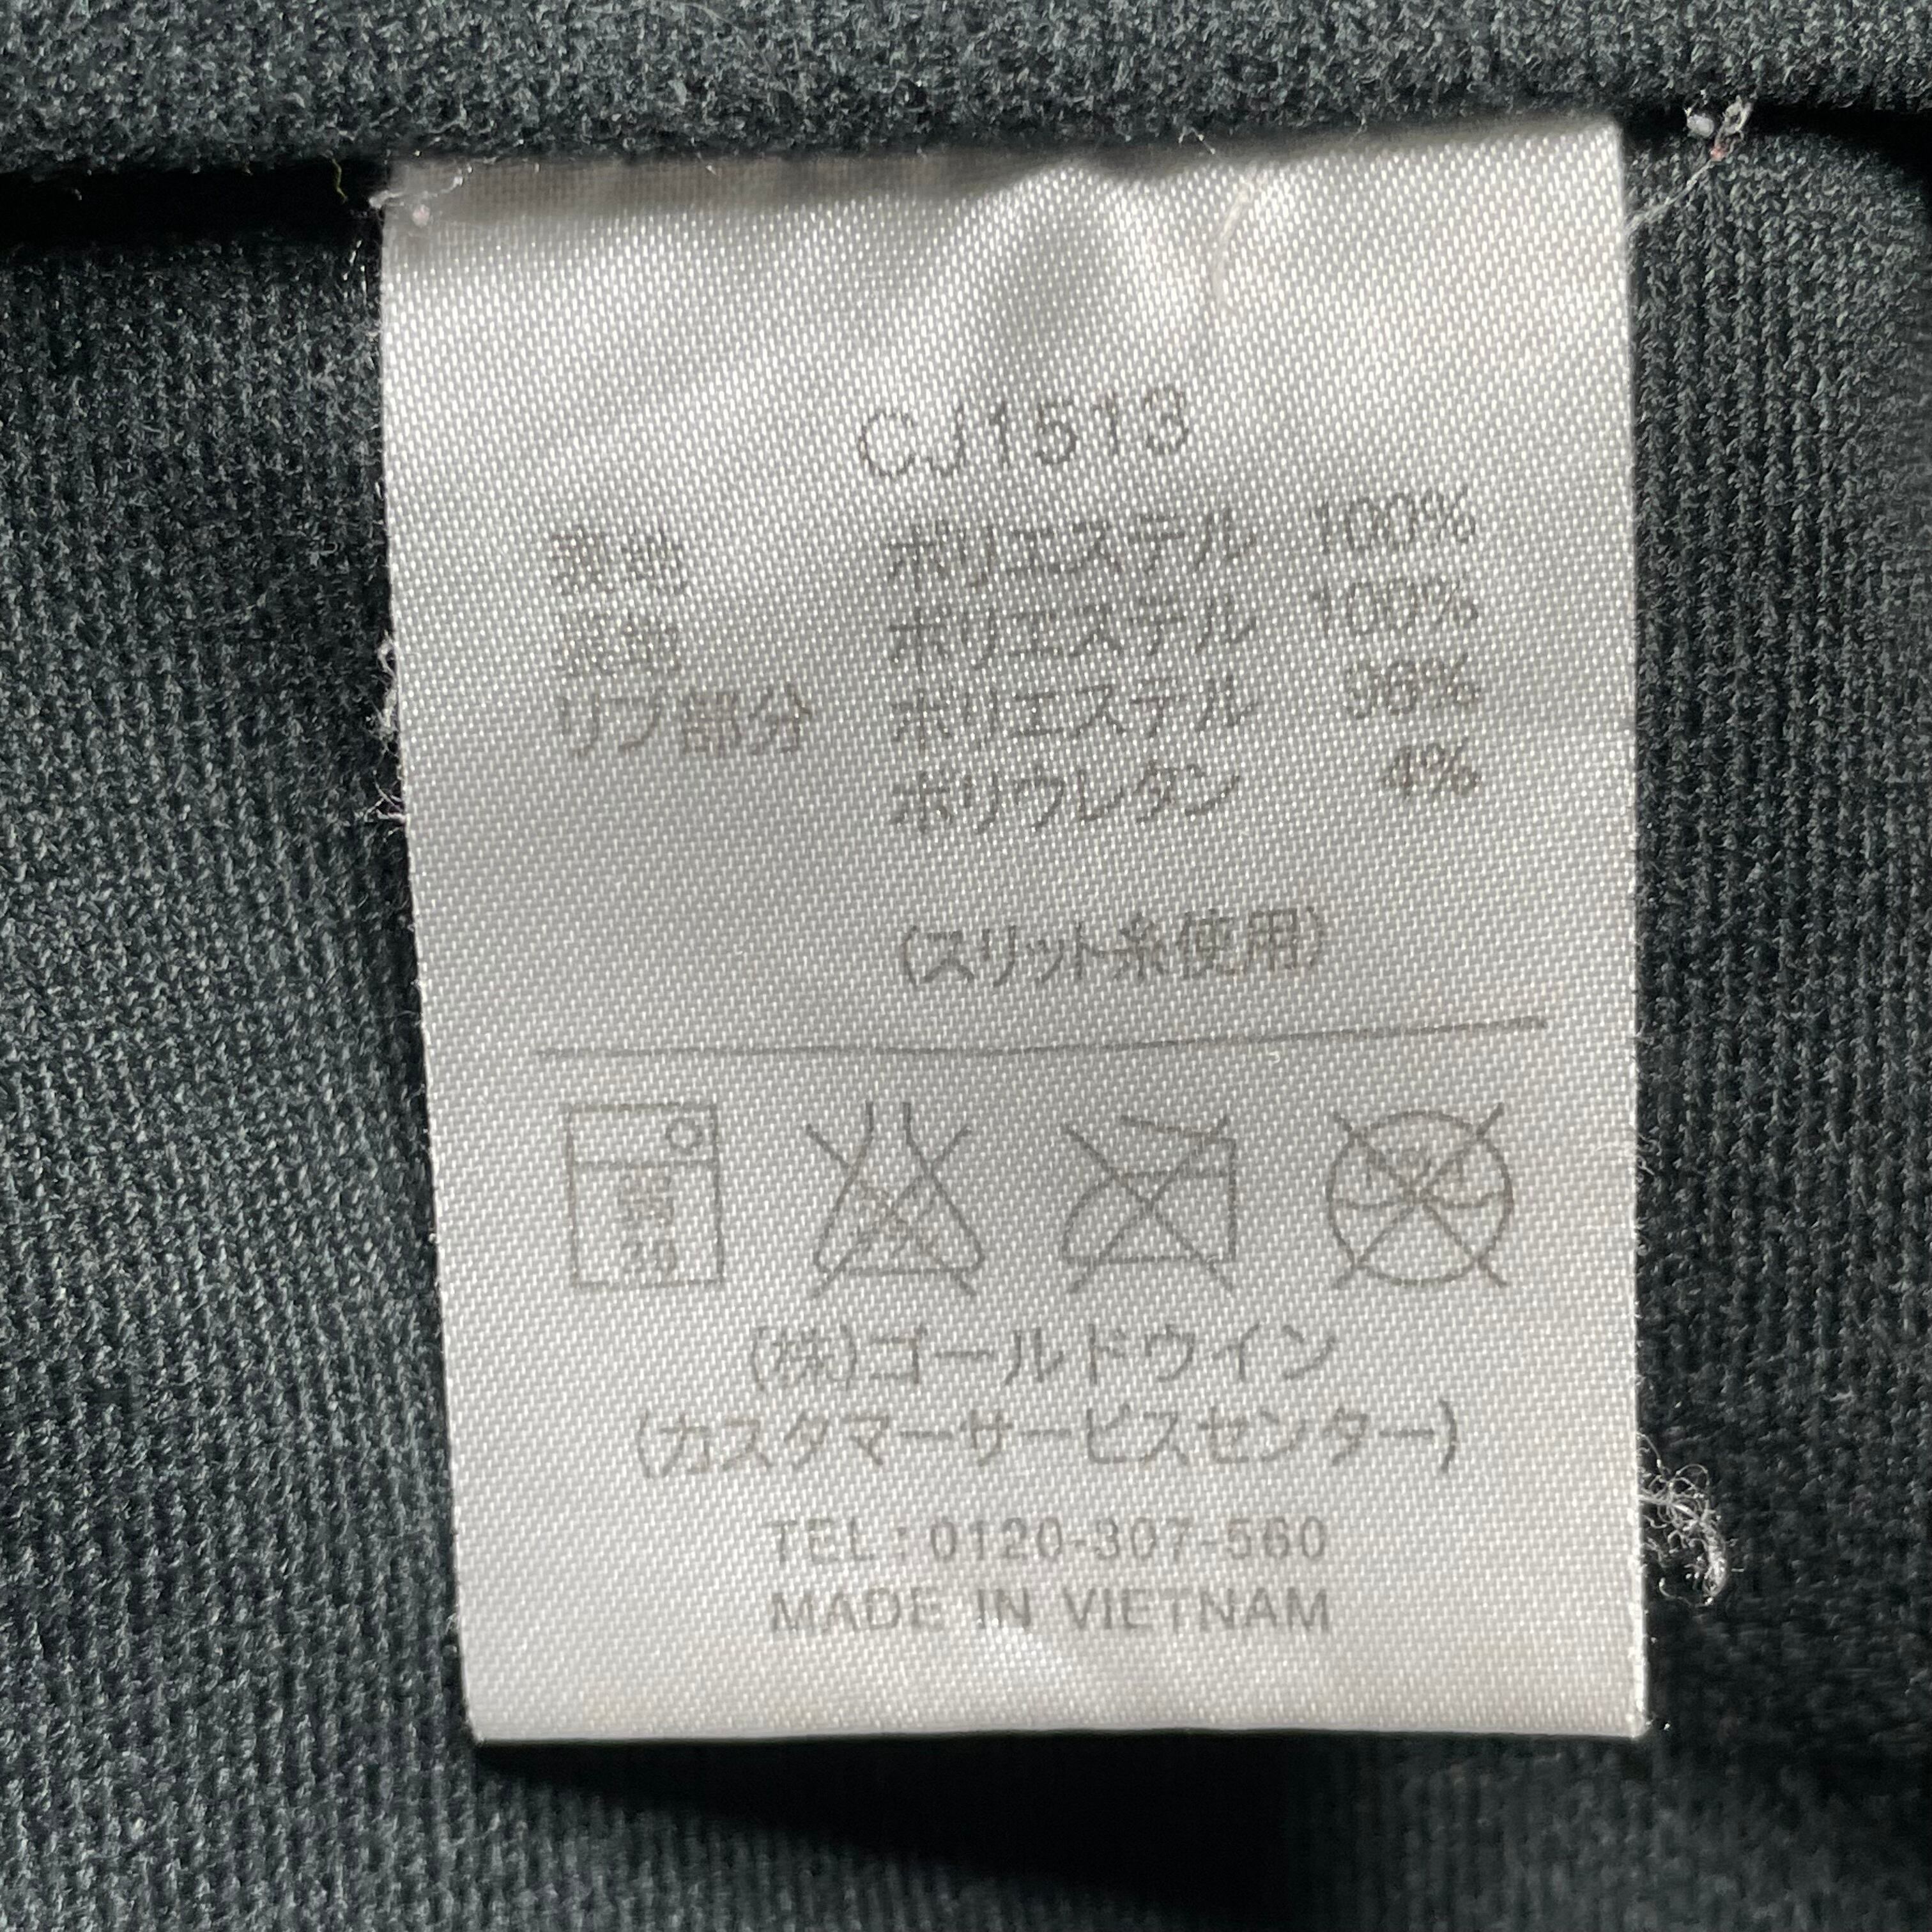 CJ1513
表地 ポリエステル 100%
裏地 ポリエステル 100%
リブ部分 ポリエステル 96%
ポリウレタン 4%
(スリット糸使用)
30
(株)ゴールドウイン
(カスタマーサービスセンター)
TEL:0120-307-560
MADE IN VIETNAM